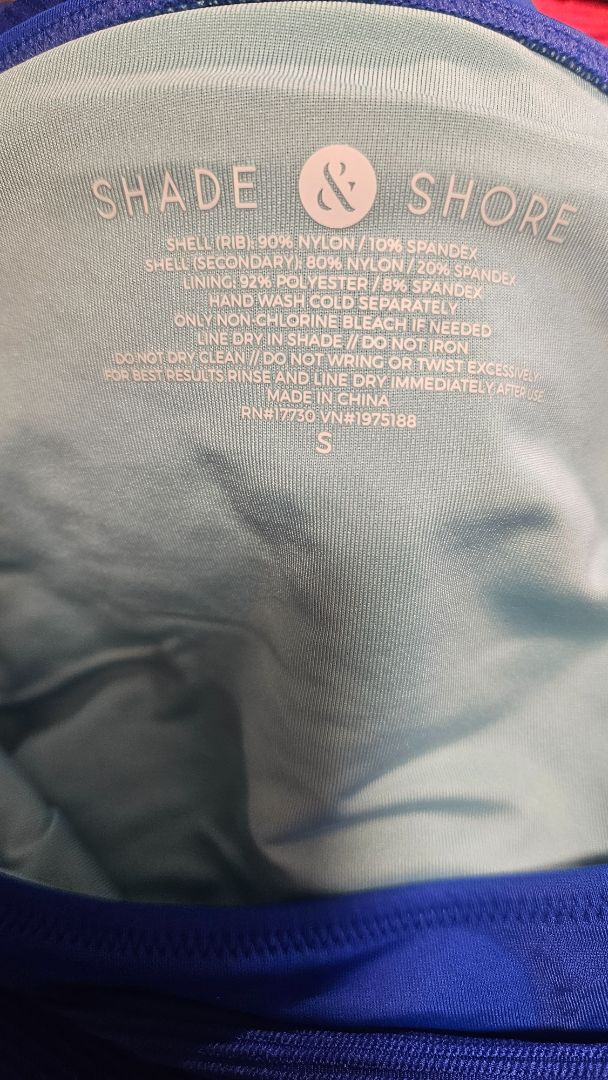 SHADE & SHORE
SHELL (RIB): 90% NYLON / 10% SPANDEX
SHELL (SECONDARY): 80% NYLON / 20% SPANDEX
LINING: 92% POLYESTER / 8% SPANDEX
HAND WASH COLD SEPARATELY
ONLY NON-CHLORINE BLEACH IF NEEDED
LINE DRY IN SHADE // DO NOT IRON
DO NOT DRY CLEAN // DO NOT WRING OR TWIST EXCESSIVELY
FOR BEST RESULTS RINSE AND LINE DRY IMMEDIATELY AFTER USE
MADE IN CHINA
RN#17730 VN#1975188
S